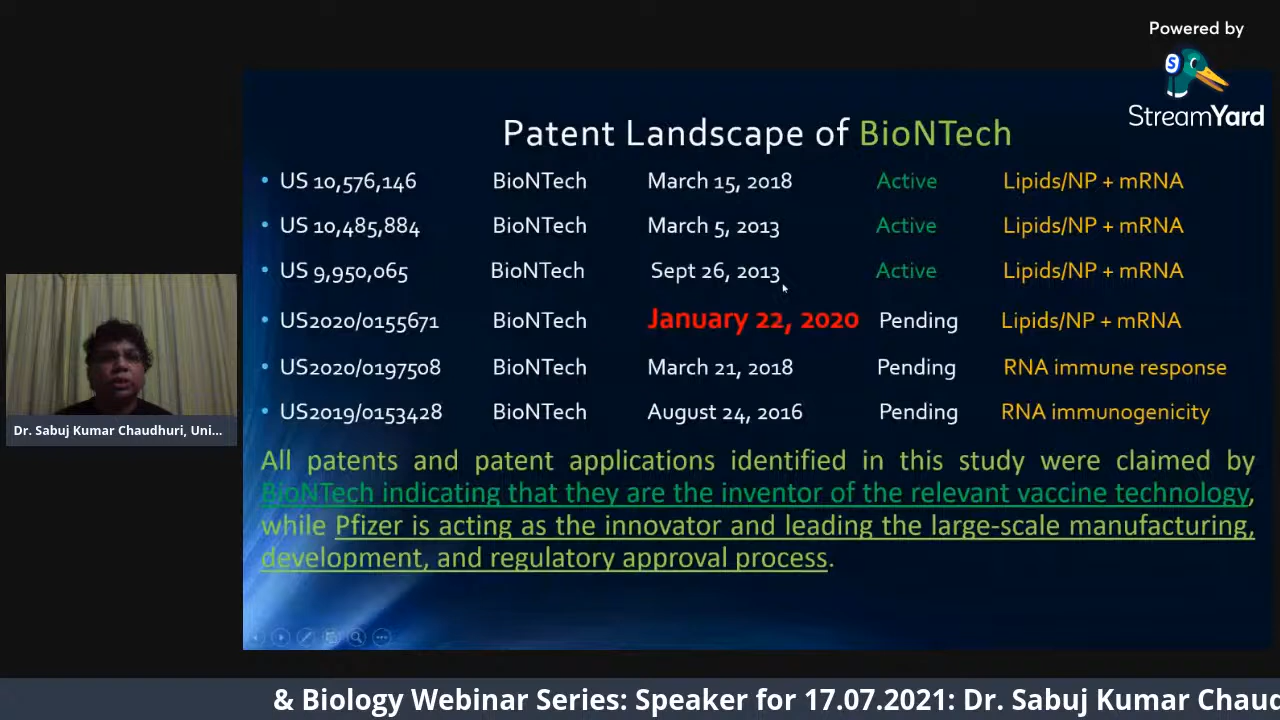 Powered by
StreamYard
Patent Landscape of BioNTech
• US 10,576,146 BioNTech March 15, 2018 Active Lipids/NP + mRNA
• US 10,485,884 BioNTech March 5, 2013 Active Lipids/NP + mRNA
• US 9,950,065 BioNTech Sept 26, 2013 Active Lipids/NP + mRNA
• US2020/0155671 BioNTech January 22, 2020 Pending Lipids/NP + mRNA
• US2020/0197508 BioNTech March 21, 2018 Pending RNA immune response
• US2019/0153428 BioNTech August 24, 2016 Pending RNA immunogenicity
All patents and patent applications identified in this study were claimed by
BioNTech indicating that they are the inventor of the relevant vaccine technology,
while Pfizer is acting as the innovator and leading the large-scale manufacturing,
development, and regulatory approval process.
Dr. Sabuj Kumar Chaudhuri, Uni...
& Biology Webinar Series: Speaker for 17.07.2021: Dr. Sabuj Kumar Chaud